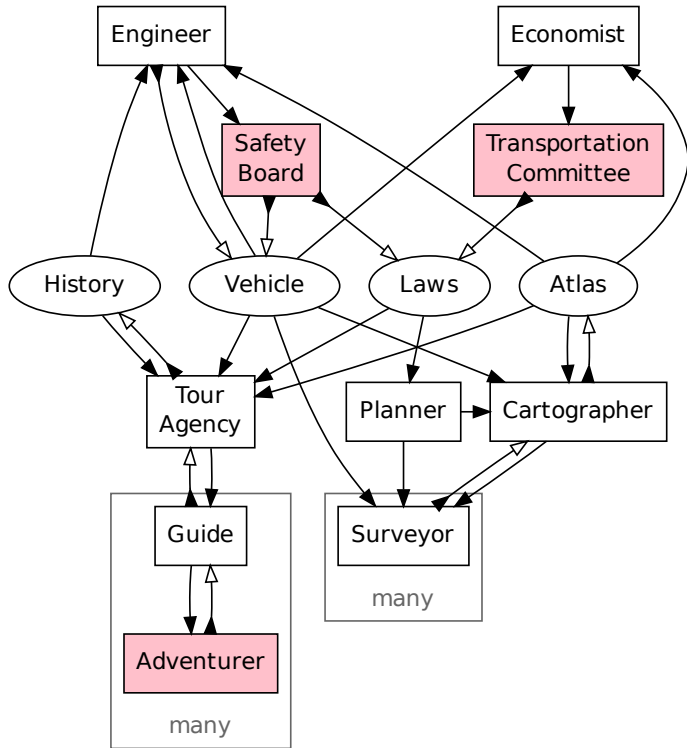 Engineer
Economist
Safety
Board
Transportation
Committee
History
Vehicle
Laws
Atlas
Tour
Agency
Planner
Cartographer
Guide
Surveyor
many
Adventurer
many